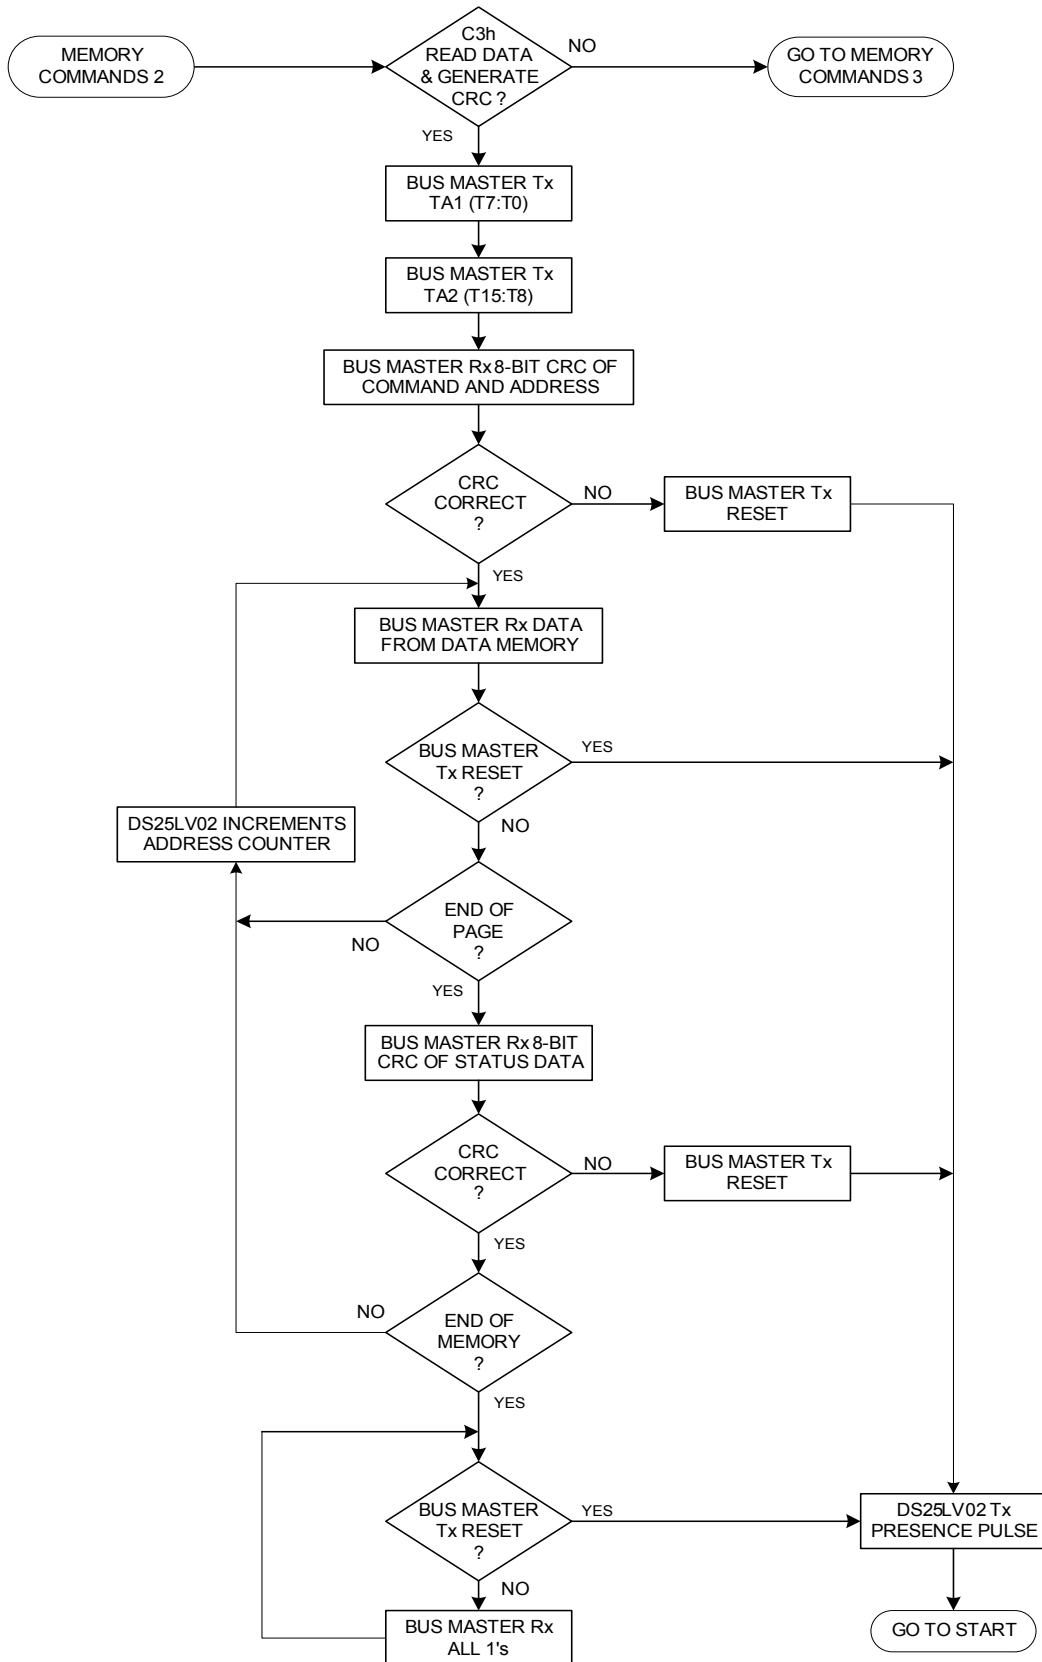 MEMORY
COMMANDS 2
C3h
READ DATA
& GENERATE
CRC ?
NO
GO TO MEMORY
COMMANDS 3
YES
BUS MASTER Tx
TA1 (T7:T0)
BUS MASTER Tx
TA2 (T15:T8)
BUS MASTER Rx 8-BIT CRC OF
COMMAND AND ADDRESS
CRC
CORRECT
?
NO
BUS MASTER Tx
RESET
YES
BUS MASTER Rx DATA
FROM DATA MEMORY
BUS MASTER
Tx RESET
?
YES
NO
DS25LV02 INCREMENTS
ADDRESS COUNTER
END OF
PAGE
?
NO
YES
BUS MASTER Rx 8-BIT
CRC OF STATUS DATA
CRC
CORRECT
?
NO
BUS MASTER Tx
RESET
YES
END OF
MEMORY
?
NO
YES
BUS MASTER
Tx RESET
?
YES
DS25LV02 Tx
PRESENCE PULSE
NO
BUS MASTER Rx
ALL 1's
GO TO START